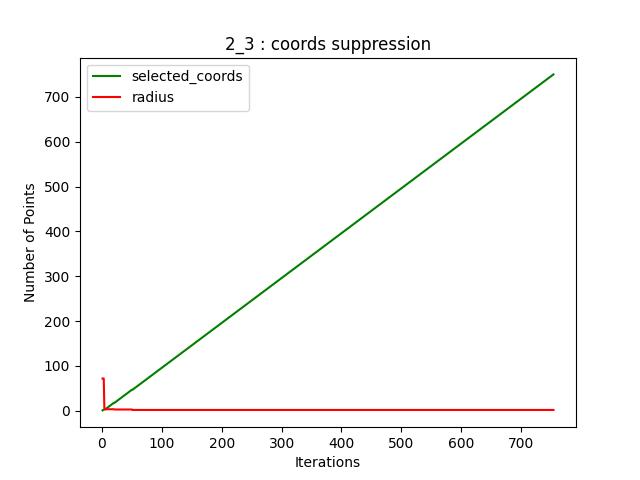 2_3 : coords suppression
selected_coords
radius
700
600
500
400
300
200
100
0
Number of Points
0 100 200 300 400 500 600 700
Iterations